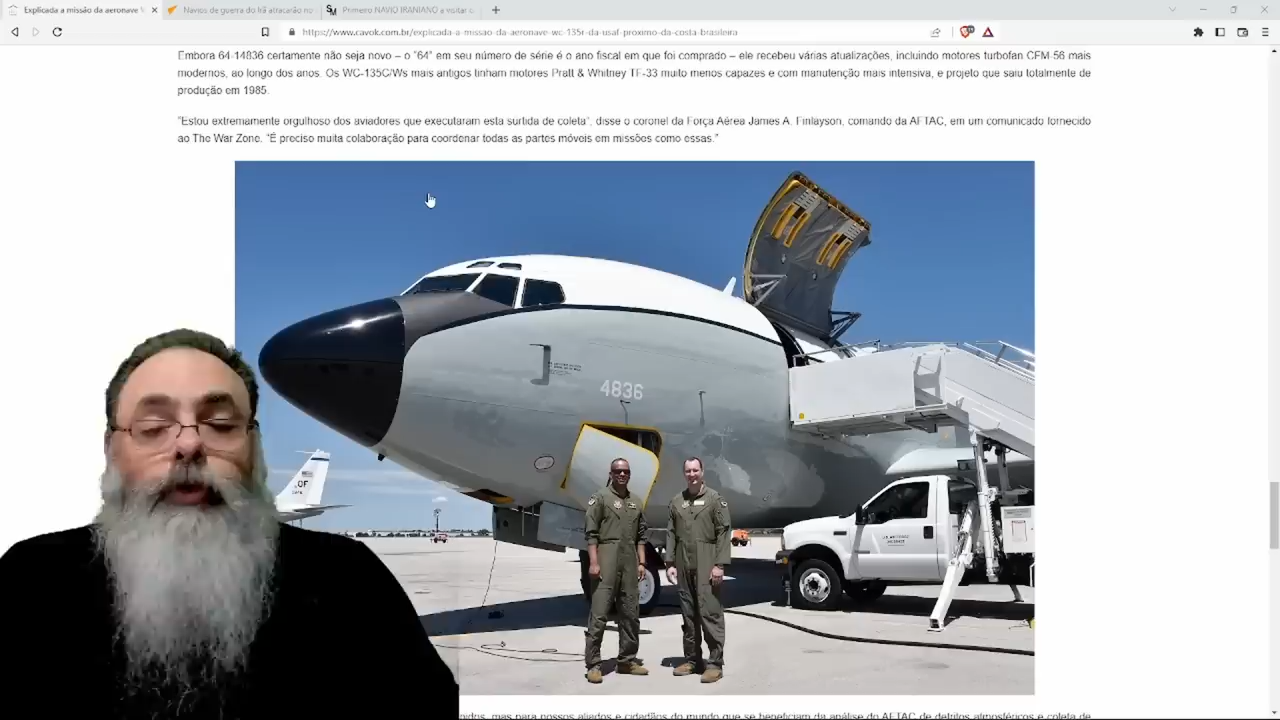 Explicada a missão da aeronave
Navios de guerra do Irã atracarão no
Primeiro NAVIO IRANIANO a visitar
https://www.cavok.com.br/explicada-a-missao-da-aeronave-wc-135r-da-usaf-proximo-da-costa-brasileira
Embora 64-14836 certamente não seja novo – o “64” em seu número de série é o ano fiscal em que foi comprado – ele recebeu várias atualizações, incluindo motores turbofan CFM-56 mais
modernos, ao longo dos anos. Os WC-135C/Ws mais antigos tinham motores Pratt & Whitney TF-33 muito menos capazes e com manutenção mais intensiva, e projeto que saiu totalmente de
produção em 1985.
“Estou extremamente orgulhoso dos aviadores que executaram esta surtida de coleta”, disse o coronel da Força Aérea James A. Finlayson, comando da AFTAC, em um comunicado fornecido
ao The War Zone. “É preciso muita colaboração para coordenar todas as partes móveis em missões como essas.”
4836
OF
mas para nossos aliados e cidadãos do mundo que se beneficiam da análise do AFTAC de detritos atmosféricos e coleta de